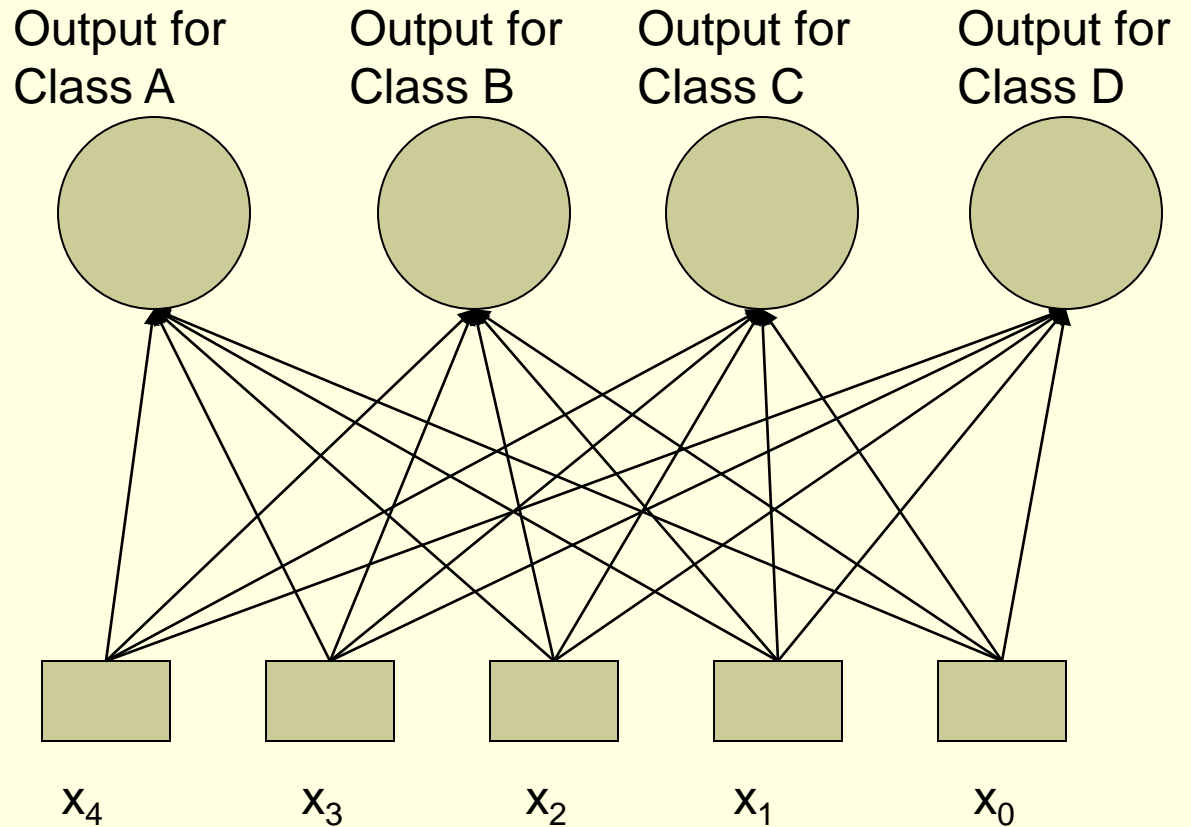 Output for
Class A
Output for
Class B
Output for
Class C
Output for
Class D
x₄ x₃ x₂ x₁ x₀